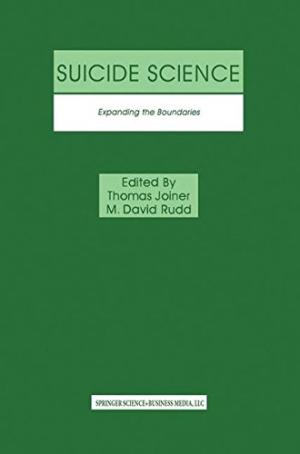 SUICIDE SCIENCE
Expanding the Boundaries
Edited By
Thomas Joiner
M. David Rudd
SPRINGER SCIENCE+BUSINESS MEDIA, LLC